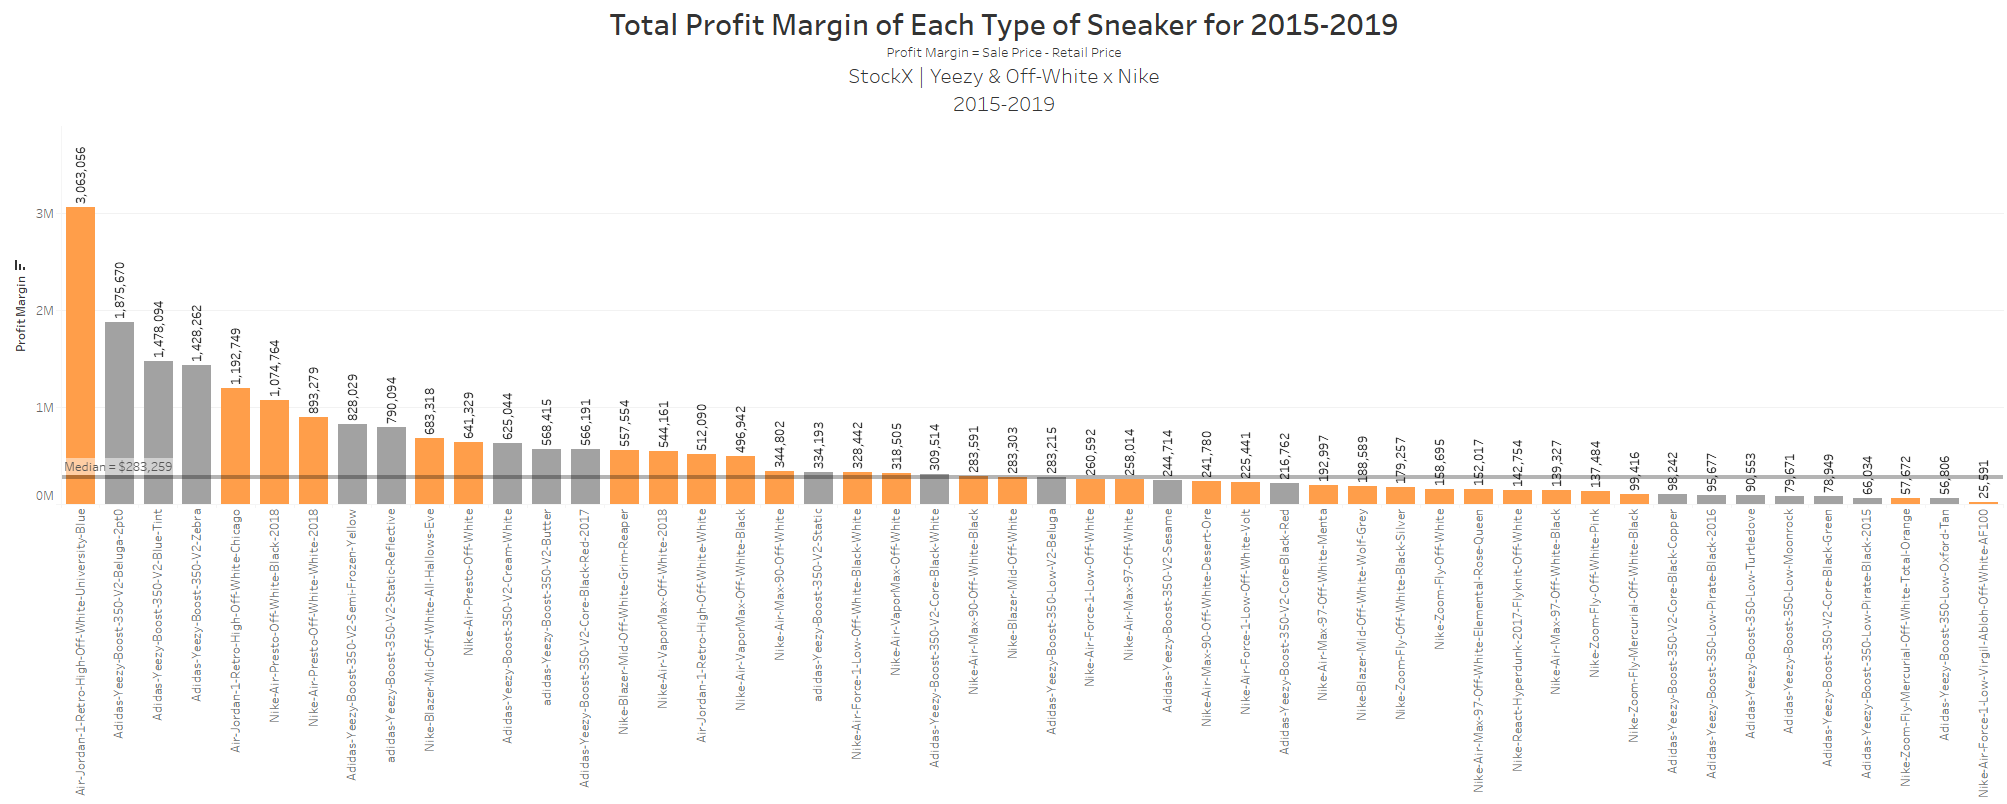 Total Profit Margin of Each Type of Sneaker for 2015-2019
Profit Margin = Sale Price - Retail Price
StockX | Yeezy & Off-White x Nike
2015-2019
Profit Margin
3M
2M
1M
0M
Median = $283,259
3,063,056
1,875,670
1,478,094
1,428,262
1,192,749
1,074,764
893,279
828,029
790,094
683,318
641,329
625,044
568,415
566,191
557,554
544,161
512,090
496,942
344,802
334,193
328,442
318,505
309,514
283,591
283,303
283,215
260,592
258,014
244,714
241,780
225,441
216,762
192,997
188,589
179,257
158,695
152,017
142,754
139,327
137,484
99,416
98,242
95,677
90,553
79,671
78,949
66,034
57,672
56,806
25,591
Air-Jordan-1-Retro-High-Off-White-University-Blue
Adidas-Yeezy-Boost-350-V2-Beluga-2pt0
Adidas-Yeezy-Boost-350-V2-Blue-Tint
Adidas-Yeezy-Boost-350-V2-Zebra
Air-Jordan-1-Retro-High-Off-White-Chicago
Nike-Air-Presto-Off-White-Black-2018
Nike-Air-Presto-Off-White-White-2018
Adidas-Yeezy-Boost-350-V2-Semi-Frozen-Yellow
adidas-Yeezy-Boost-350-V2-Static-Reflective
Nike-Blazer-Mid-Off-White-All-Hallows-Eve
Nike-Air-Presto-Off-White
Adidas-Yeezy-Boost-350-V2-Cream-White
adidas-Yeezy-Boost-350-V2-Butter
Adidas-Yeezy-Boost-350-V2-Core-Black-Red-2017
Nike-Blazer-Mid-Off-White-Grim-Reaper
Nike-Air-VaporMax-Off-White-2018
Air-Jordan-1-Retro-High-Off-White-White
Nike-Air-VaporMax-Off-White-Black
Nike-Air-Max-90-Off-White
adidas-Yeezy-Boost-350-V2-Static
Nike-Air-Force-1-Low-Off-White-Black-White
Nike-Air-VaporMax-Off-White
Adidas-Yeezy-Boost-350-V2-Core-Black-White
Nike-Air-Max-90-Off-White-Black
Nike-Blazer-Mid-Off-White
Adidas-Yeezy-Boost-350-Low-V2-Beluga
Nike-Air-Force-1-Low-Off-White
Nike-Air-Max-97-Off-White
Adidas-Yeezy-Boost-350-V2-Sesame
Nike-Air-Max-90-Off-White-Desert-Ore
Nike-Air-Force-1-Low-Off-White-Volt
Adidas-Yeezy-Boost-350-V2-Core-Black-Red
Nike-Air-Max-97-Off-White-Menta
Nike-Blazer-Mid-Off-White-Wolf-Grey
Nike-Zoom-Fly-Off-White-Black-Silver
Nike-Zoom-Fly-Off-White
Nike-Air-Max-97-Off-White-Elemental-Rose-Queen
Nike-React-Hyperdunk-2017-Flyknit-Off-White
Nike-Air-Max-97-Off-White-Black
Nike-Zoom-Fly-Off-White-Pink
Nike-Zoom-Fly-Mercurial-Off-White-Black
Adidas-Yeezy-Boost-350-V2-Core-Black-Copper
Adidas-Yeezy-Boost-350-Low-Pirate-Black-2016
Adidas-Yeezy-Boost-350-Low-Turtledove
Adidas-Yeezy-Boost-350-Low-Moonrock
Adidas-Yeezy-Boost-350-V2-Core-Black-Green
Adidas-Yeezy-Boost-350-Low-Pirate-Black-2015
Nike-Zoom-Fly-Mercurial-Off-White-Total-Orange
Adidas-Yeezy-Boost-350-Low-Oxford-Tan
Nike-Air-Force-1-Low-Virgil-Abloh-Off-White-AF100